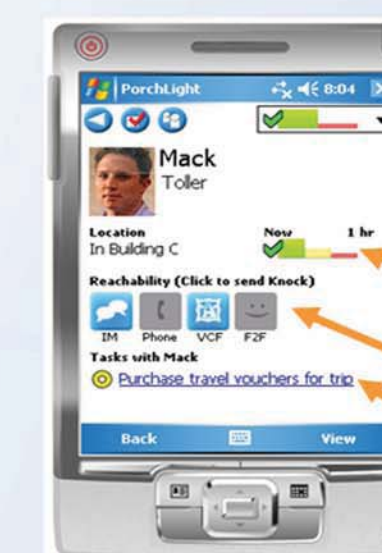 PorchLight 8:04
Mack
Toller
Location Now 1 hr
In Building C
Reachability (Click to send Knock)
IM Phone VCF F2F
Tasks with Mack
Purchase travel vouchers for trip
Back View